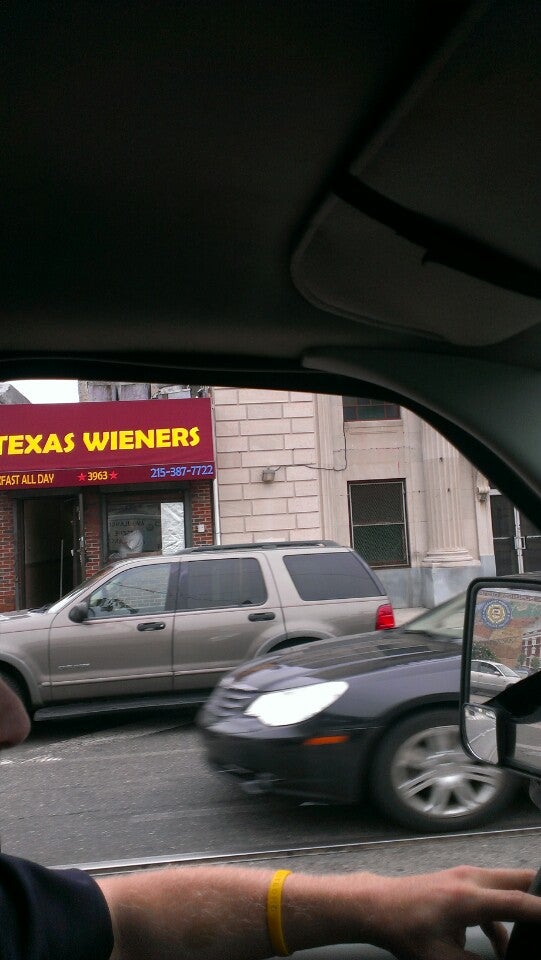 TEXAS WIENERS
FAST ALL DAY ★3963★ 215-387-7722